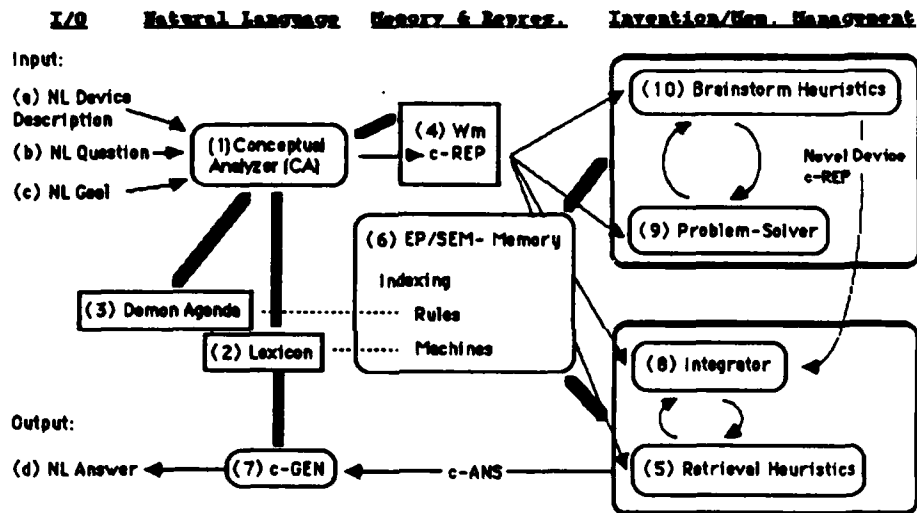 I/O Natural Language Memory & Repres. Invention/Mem. Management
Input:
(a) NL Device
Description
(b) NL Question
(c) NL Goal
(1) Conceptual
Analyzer (CA)
(4) Wm
c-REP
(10) Brainstorm Heuristics
Novel Device
c-REP
(9) Problem-Solver
(6) EP/SEM- Memory
Indexing
(3) Demon Agenda
Rules
(2) Lexicon
Machines
(8) Integrator
Output:
(d) NL Answer
(7) c-GEN
c-ANS
(5) Retrieval Heuristics